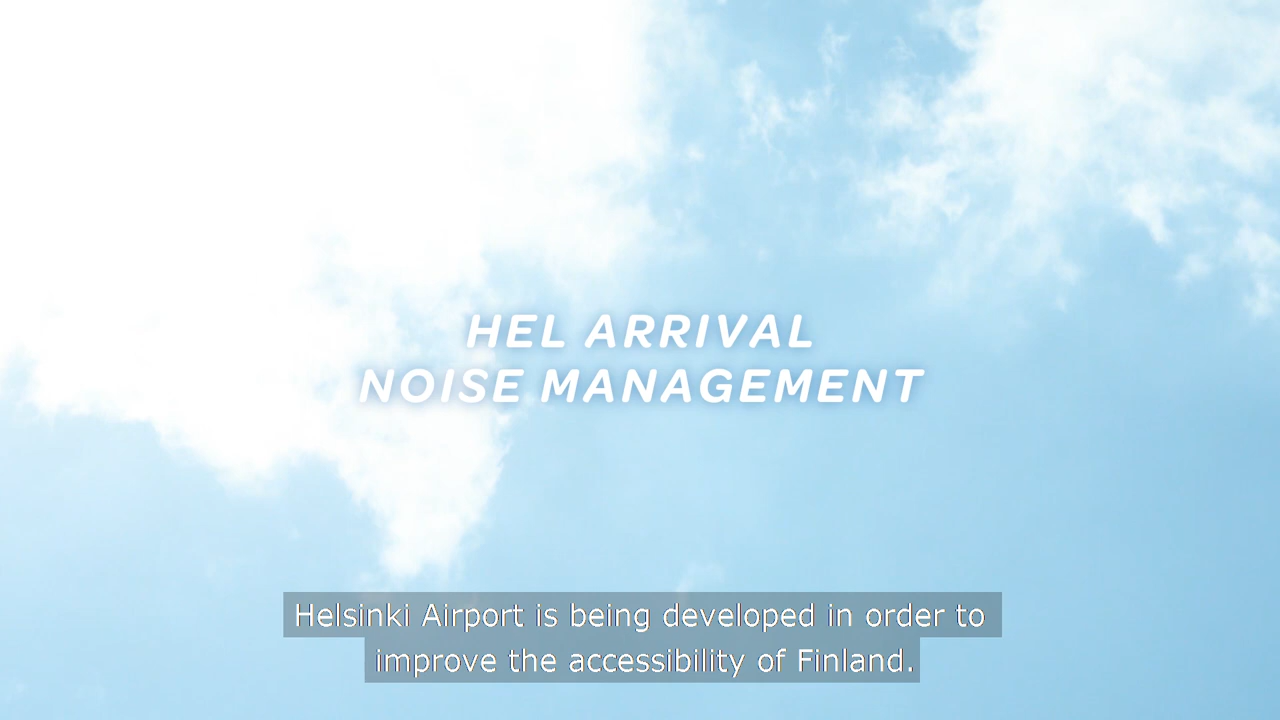 HEL ARRIVAL
NOISE MANAGEMENT
Helsinki Airport is being developed in order to
improve the accessibility of Finland.